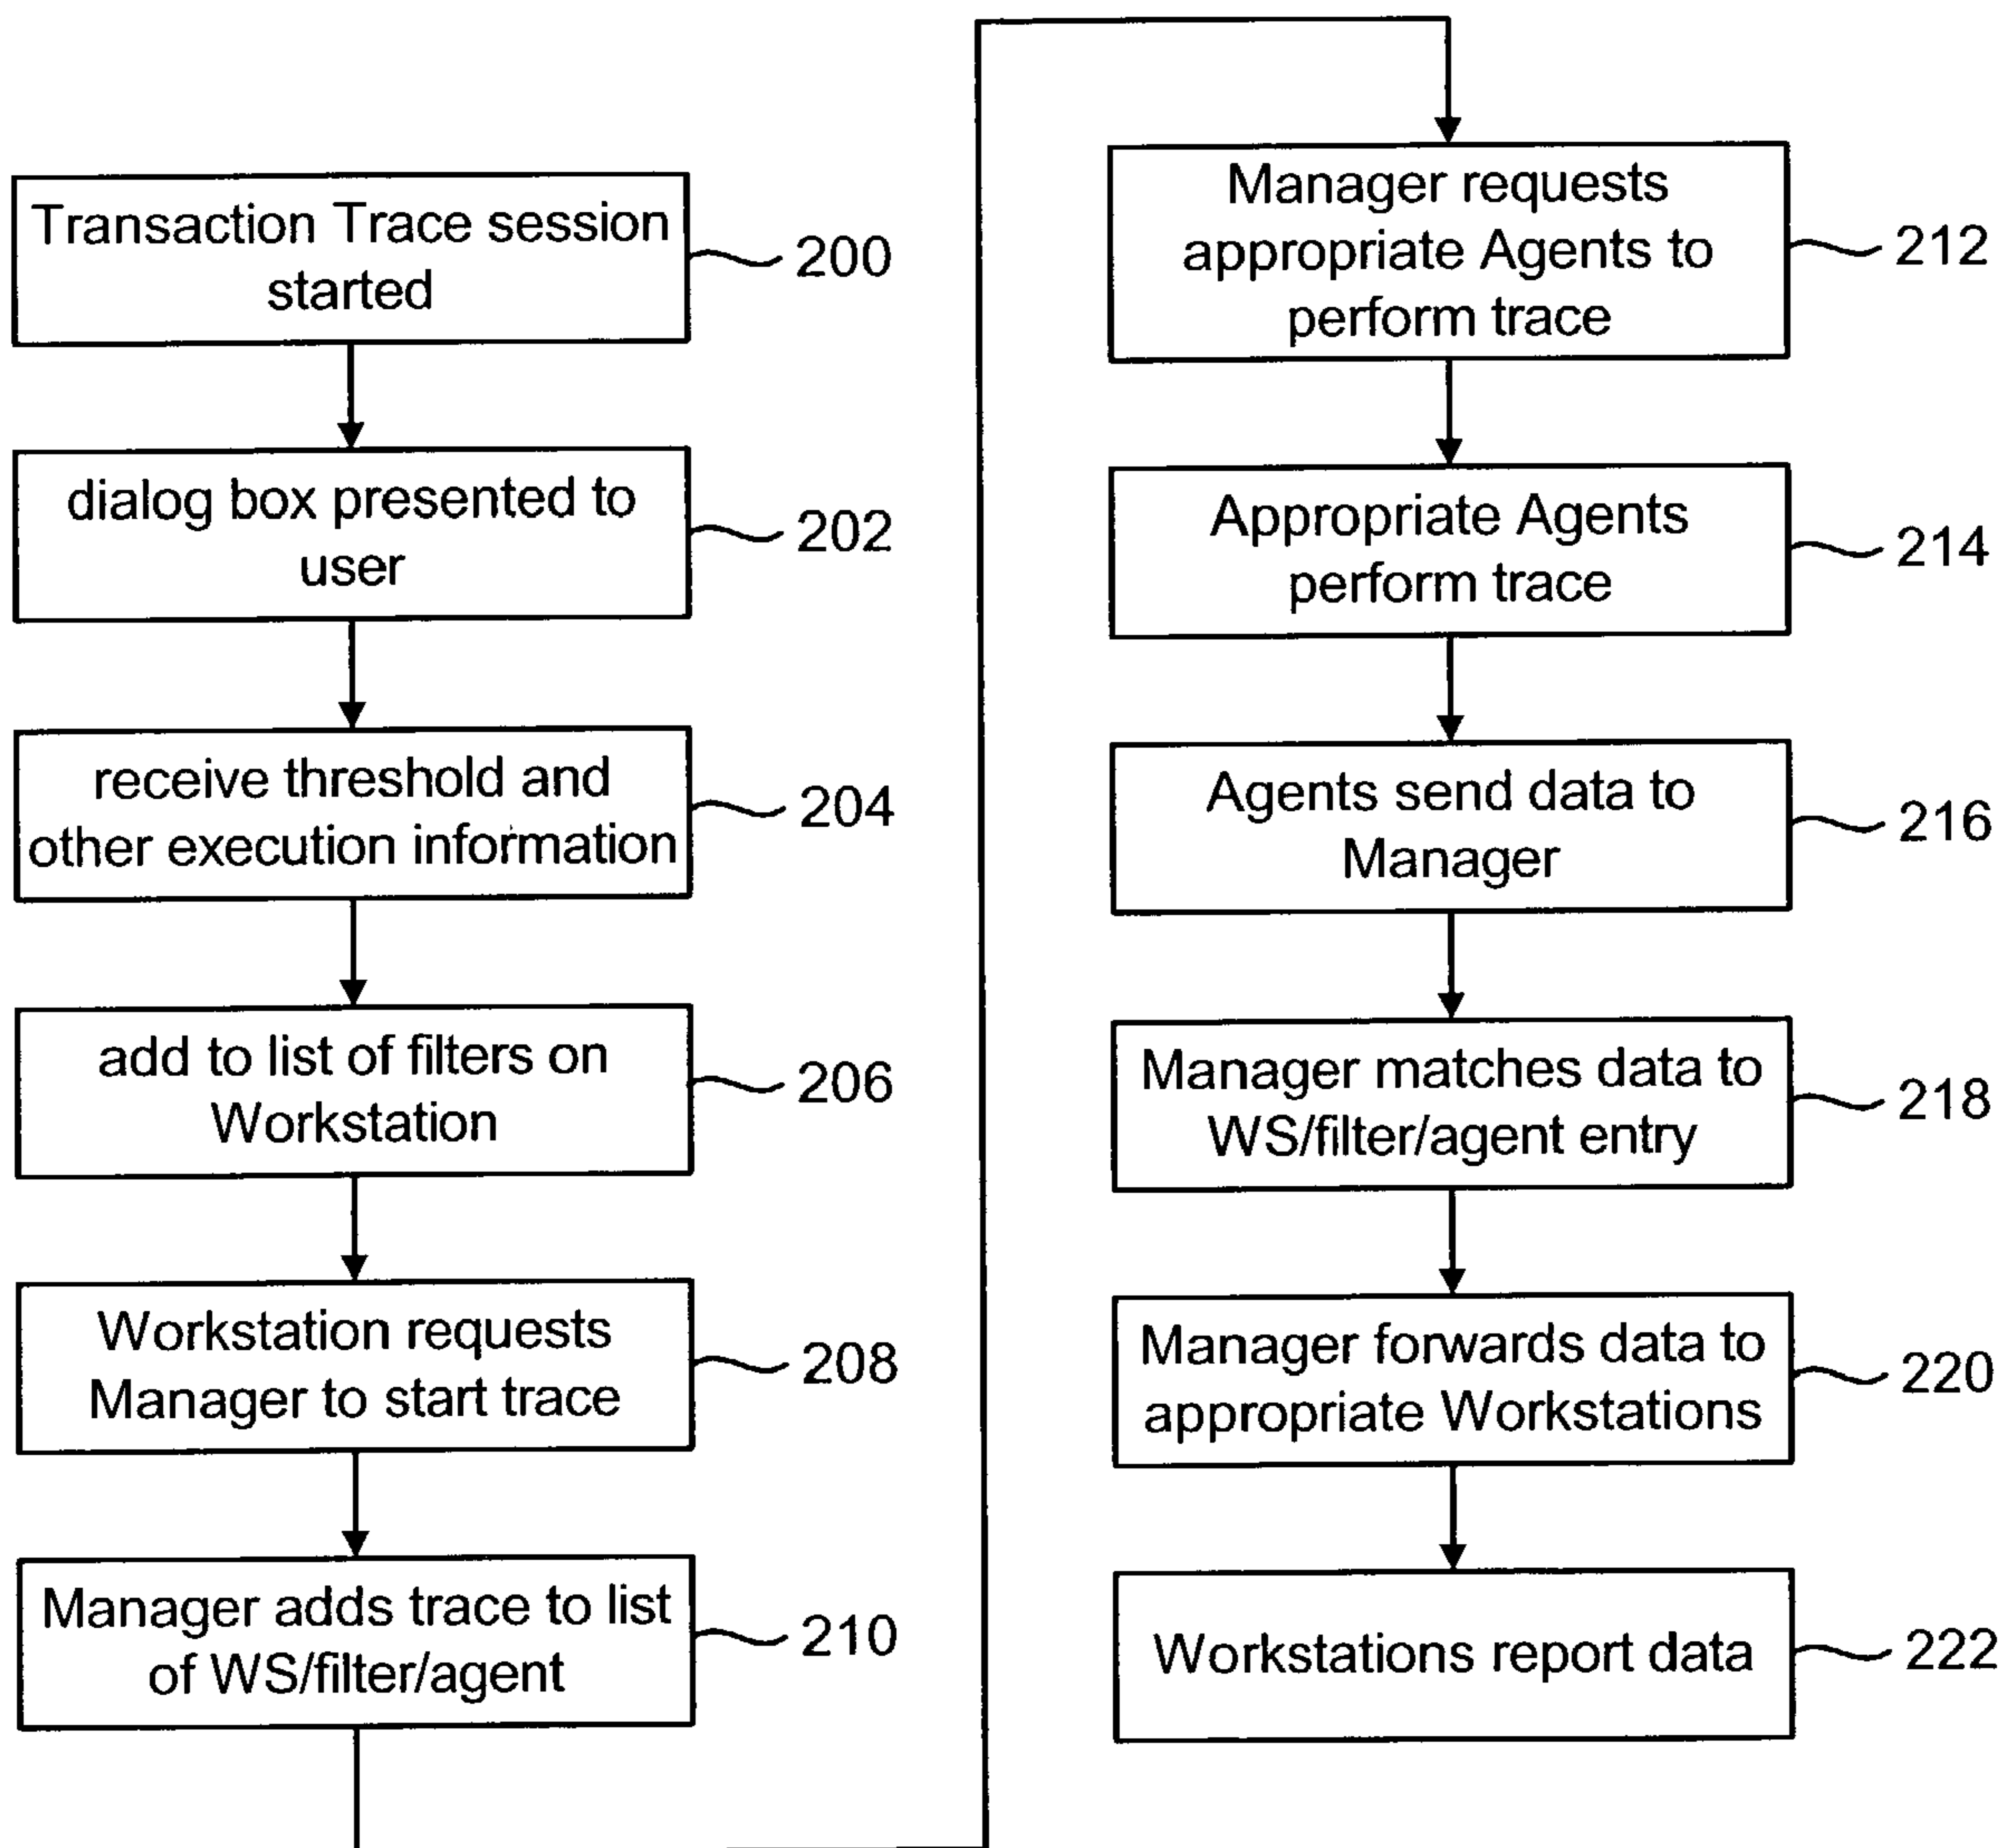 Transaction Trace session
started
200
dialog box presented to
user
202
receive threshold and
other execution information
204
add to list of filters on
Workstation
206
Workstation requests
Manager to start trace
208
Manager adds trace to list
of WS/filter/agent
210
Manager requests
appropriate Agents to
perform trace
212
Appropriate Agents
perform trace
214
Agents send data to
Manager
216
Manager matches data to
WS/filter/agent entry
218
Manager forwards data to
appropriate Workstations
220
Workstations report data
222